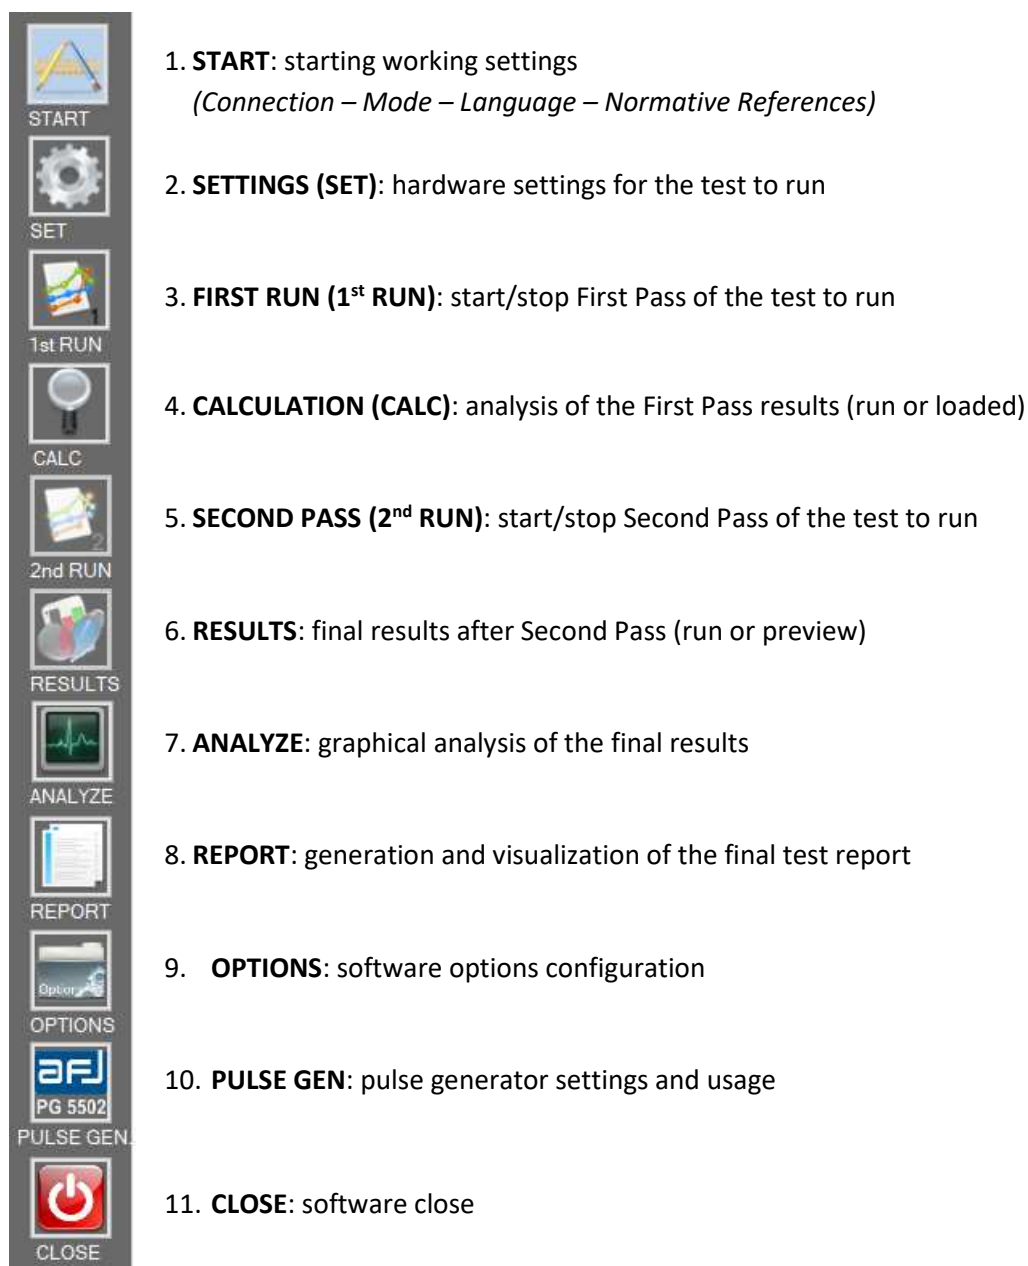 START
1. START: starting working settings
(Connection – Mode – Language – Normative References)
SET
2. SETTINGS (SET): hardware settings for the test to run
1
1st RUN
3. FIRST RUN (1st RUN): start/stop First Pass of the test to run
CALC
4. CALCULATION (CALC): analysis of the First Pass results (run or loaded)
2
2nd RUN
5. SECOND PASS (2nd RUN): start/stop Second Pass of the test to run
RESULTS
6. RESULTS: final results after Second Pass (run or preview)
ANALYZE
7. ANALYZE: graphical analysis of the final results
REPORT
8. REPORT: generation and visualization of the final test report
OPTIONS
9. OPTIONS: software options configuration
afj
PG 5502
PULSE GEN.
10. PULSE GEN: pulse generator settings and usage
CLOSE
11. CLOSE: software close